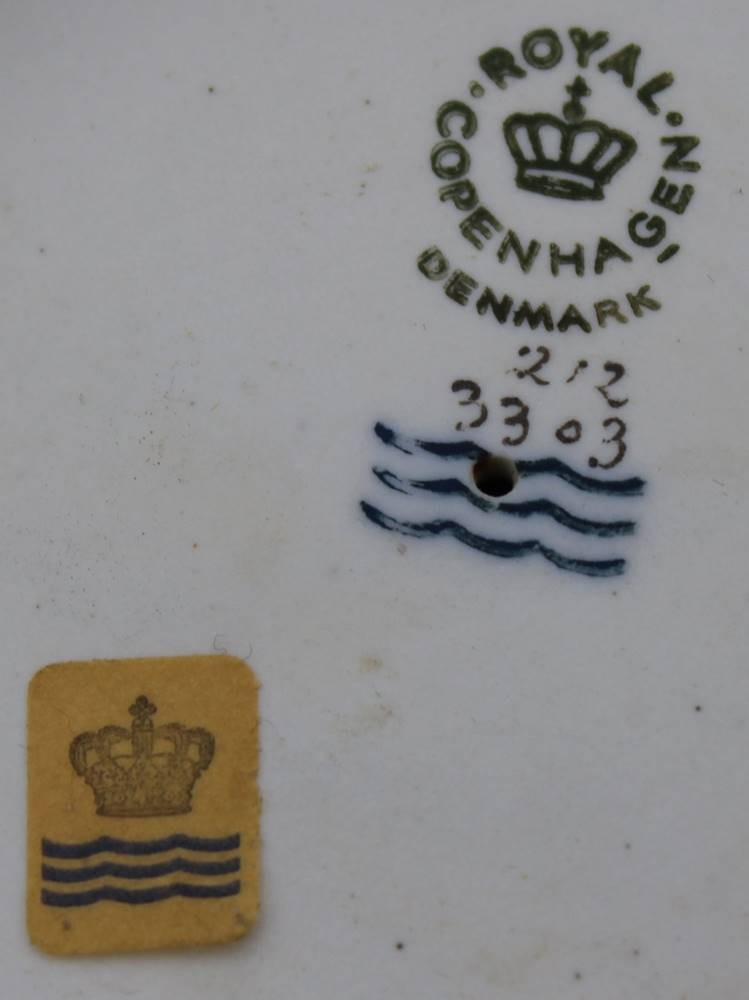 ROYAL
COPENHAGEN
DENMARK
212
3303